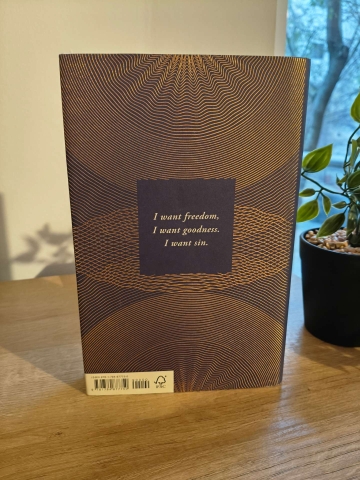 I want freedom,
I want goodness.
I want sin.